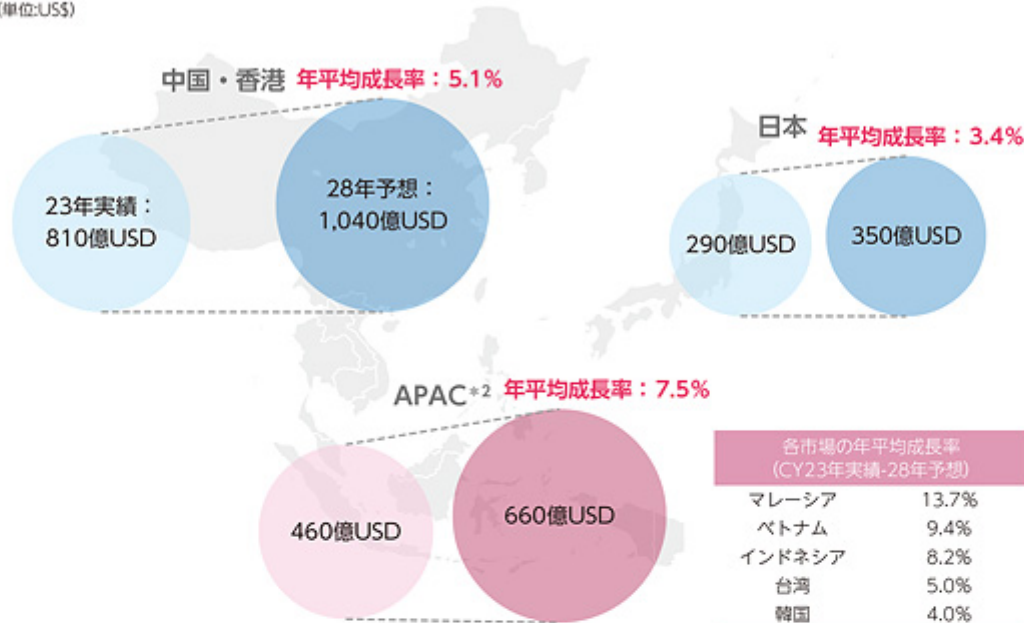 (単位:US$)
中国・香港 年平均成長率：5.1%
23年実績：
810億USD
28年予想：
1,040億USD
日本 年平均成長率：3.4%
290億USD
350億USD
APAC*2 年平均成長率：7.5%
460億USD
660億USD
各市場の年平均成長率
(CY23年実績-28年予想)
マレーシア 13.7%
ベトナム 9.4%
インドネシア 8.2%
台湾 5.0%
韓国 4.0%